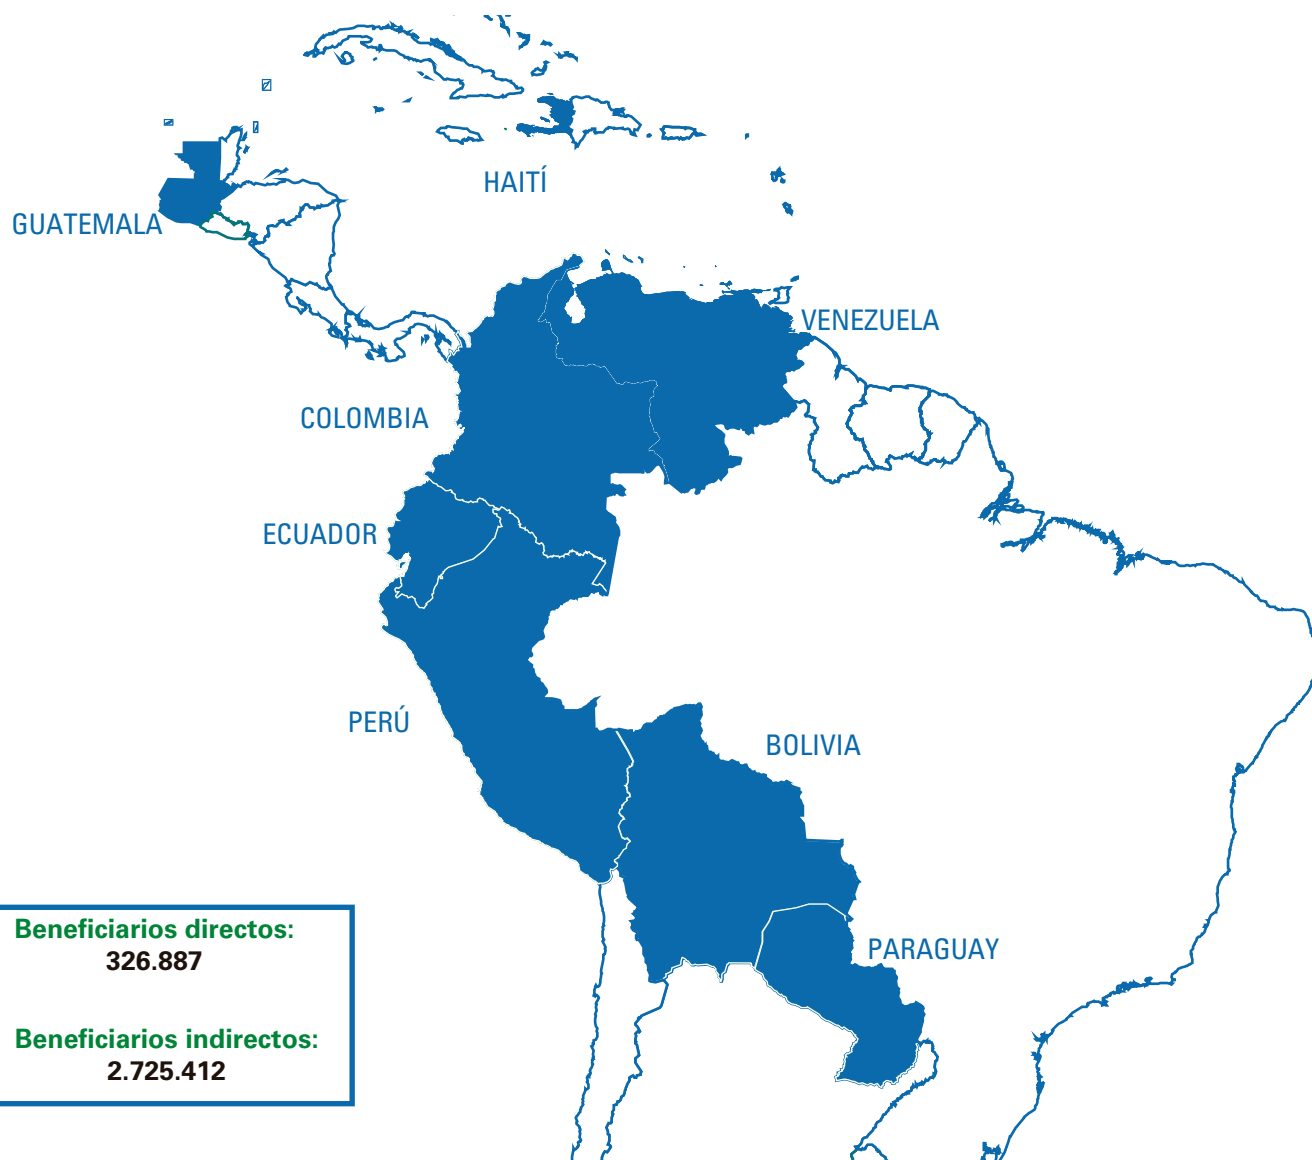 HAITÍ
GUATEMALA
VENEZUELA
COLOMBIA
ECUADOR
PERÚ
BOLIVIA
PARAGUAY
Beneficiarios directos:
326.887
Beneficiarios indirectos:
2.725.412